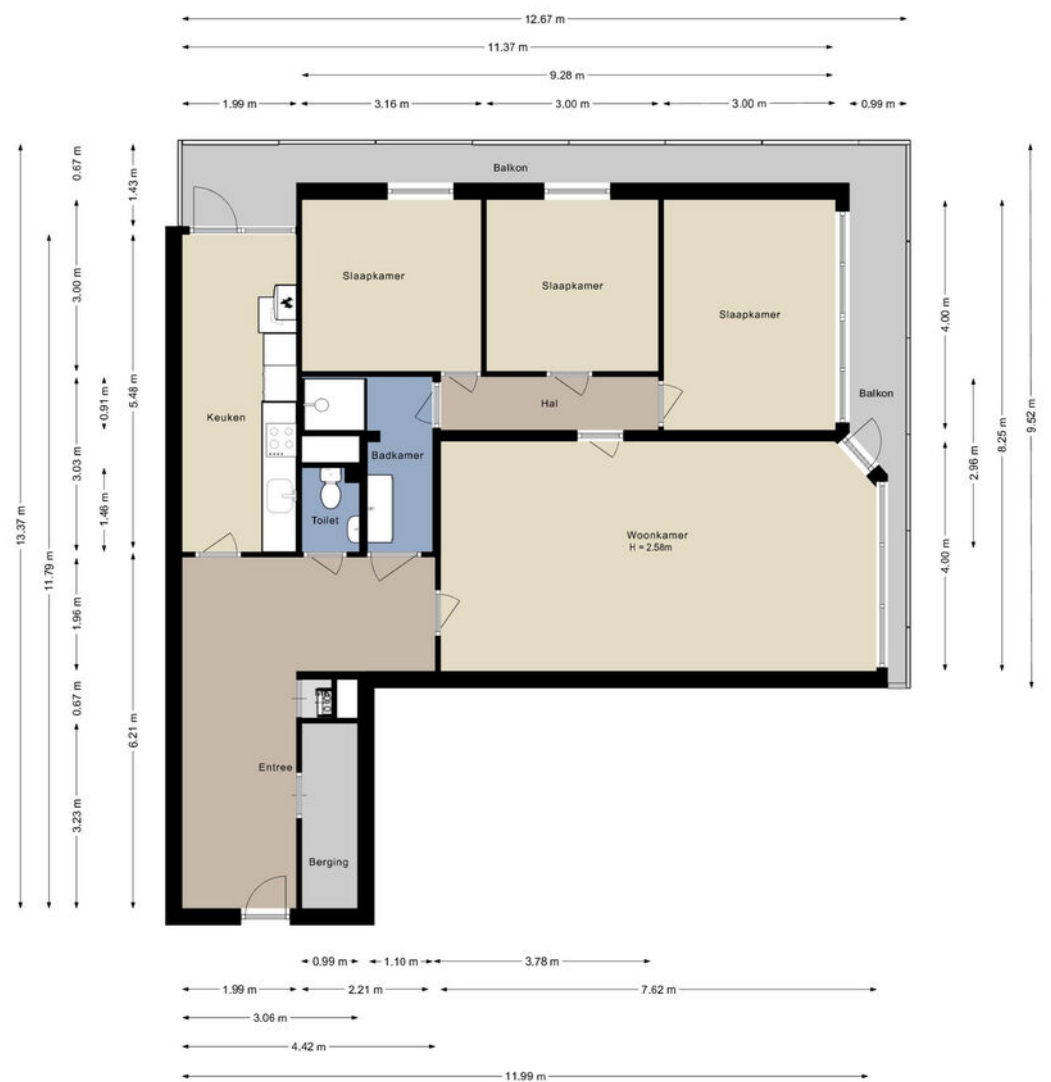 12.67 m
11.37 m
9.28 m
1.99 m
3.16 m
3.00 m
3.00 m
0.99 m
Balkon
0.67 m
1.43 m
3.00 m
3.03 m
0.91 m
1.46 m
5.48 m
13.37 m
11.79 m
1.96 m
0.67 m
3.23 m
6.21 m
Slaapkamer
Slaapkamer
Slaapkamer
Keuken
Hal
Balkon
Badkamer
Toilet
Woonkamer
H = 2.58m
Entree
Berging
4.00 m
4.00 m
2.96 m
8.25 m
9.52 m
0.99 m
1.10 m
3.78 m
1.99 m
2.21 m
7.62 m
3.06 m
4.42 m
11.99 m